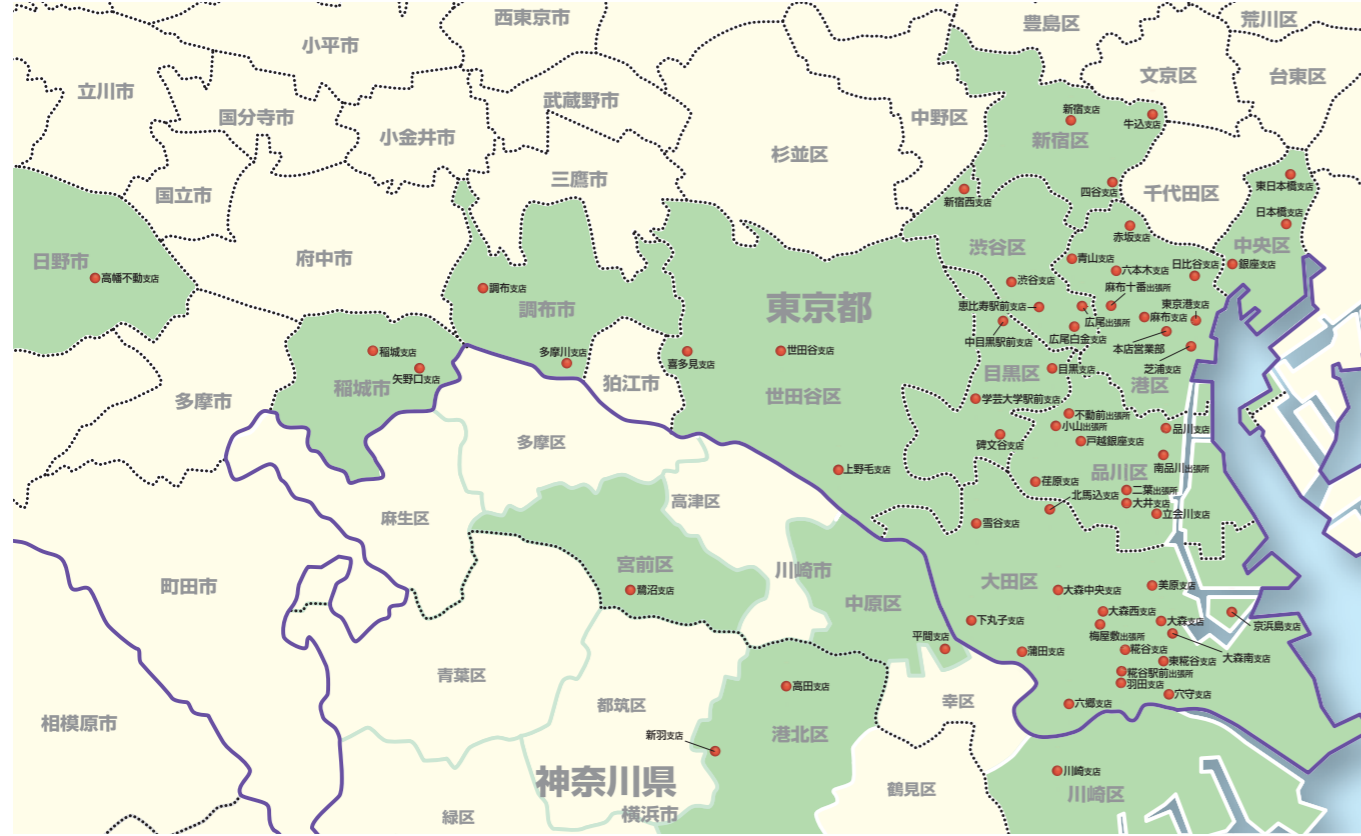 西東京市
豊島区
荒川区
小平市
立川市
武蔵野市
文京区
台東区
国分寺市
小金井市
中野区
新宿支店
牛込支店
新宿区
杉並区
三鷹市
国立市
新宿西支店
四谷支店
千代田区
東日本橋支店
日本橋支店
赤坂支店
中央区
渋谷区
府中市
日野市
高幡不動支店
青山支店
六本木支店
日比谷支店
銀座支店
調布支店
渋谷支店
麻布十番出張所
調布市
東京都
恵比寿駅前支店
東京港支店
広尾出張所
麻布支店
中目黒駅前支店
広尾白金支店
本店営業部
稲城支店
多摩川支店
喜多見支店
世田谷支店
芝浦支店
矢野口支店
稲城市
狛江市
目黒区
目黒支店
港区
多摩市
世田谷区
学芸大学駅前支店
不動前出張所
小山出張所
品川支店
多摩区
碑文谷支店
戸越銀座支店
上野毛支店
南品川出張所
品川区
高津区
荏原支店
北馬込支店
二葉出張所
大井支店
麻生区
雪谷支店
立会川支店
宮前区
川崎市
大田区
町田市
鷺沼支店
中原区
大森中央支店
美原支店
大森西支店
京浜島支店
下丸子支店
梅屋敷出張所
大森支店
平間支店
蒲田支店
糀谷支店
大森南支店
東糀谷支店
青葉区
糀谷駅前出張所
高田支店
羽田支店
穴守支店
都筑区
幸区
六郷支店
相模原市
新羽支店
港北区
川崎支店
神奈川県
鶴見区
川崎区
緑区
横浜市